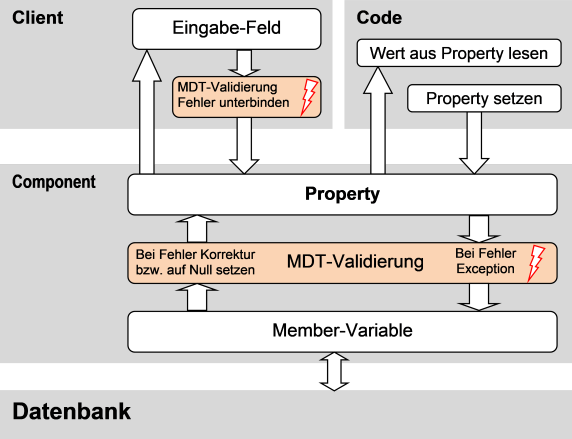 Client
Eingabe-Feld
MDT-Validierung
Fehler unterbinden
Code
Wert aus Property lesen
Property setzen
Component
Property
Bei Fehler Korrektur
bzw. auf Null setzen
MDT-Validierung
Bei Fehler
Exception
Member-Variable
Datenbank